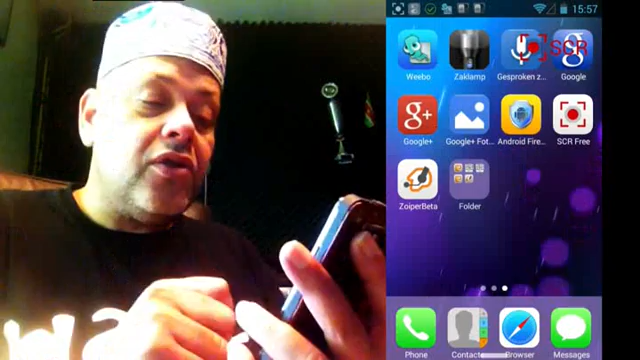 15:57
SCR
Weebo Zaklamp Gesproken z... Google
Google+ Google+ Fot... Android Fire... SCR Free
ZoiperBeta Folder
Phone Contacts Browser Messages